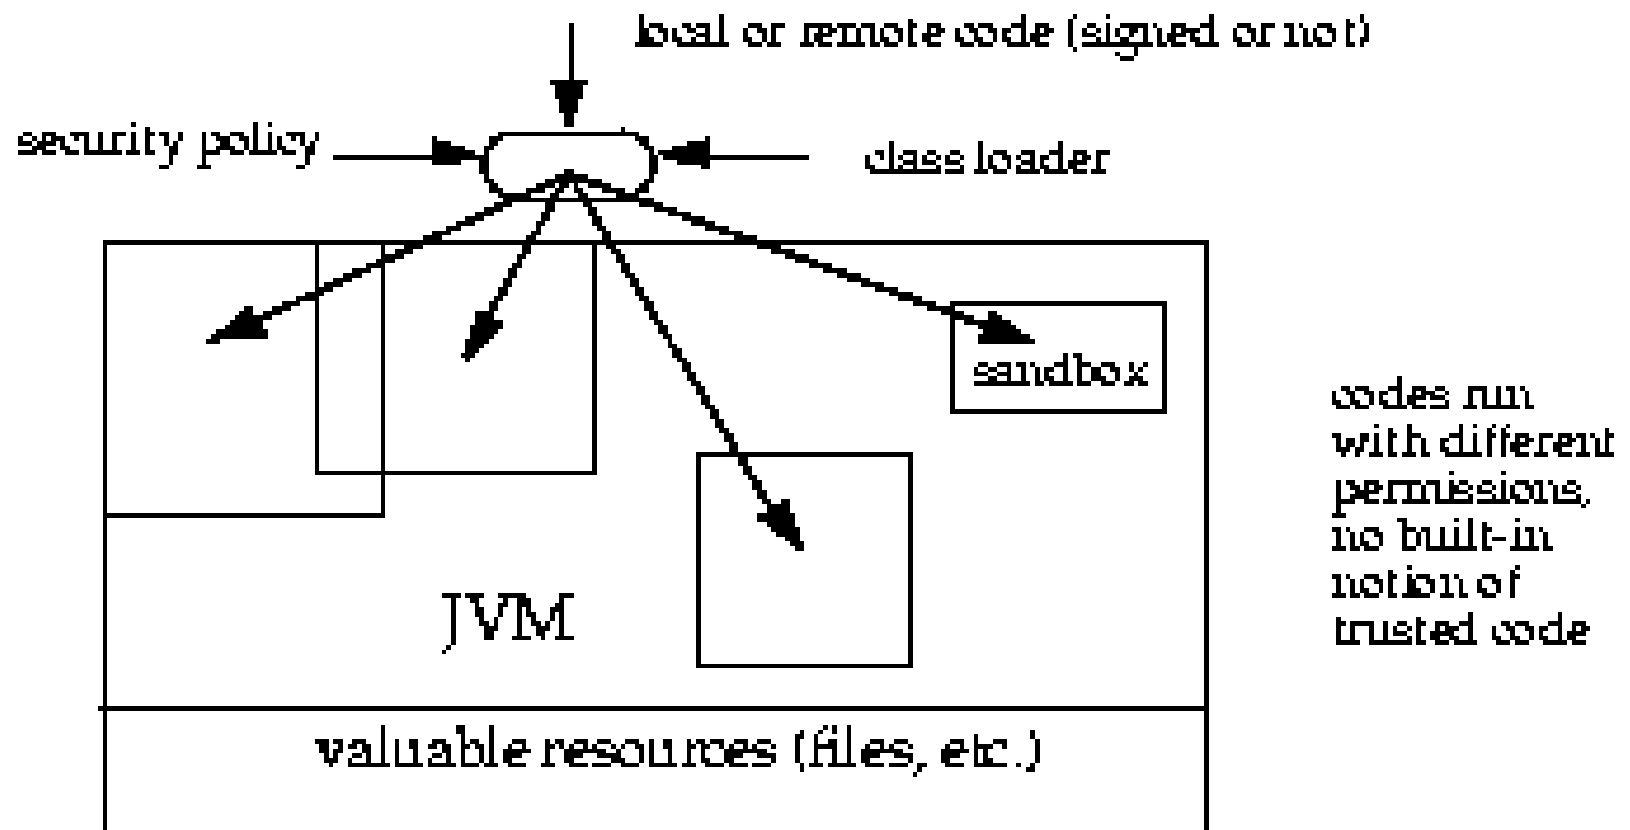 local or remote code (signed or not)
security policy
class loader
sandbox
codes run
with different
permissions,
no built-in
notion of
trusted code
JVM
valuable resources (files, etc.)